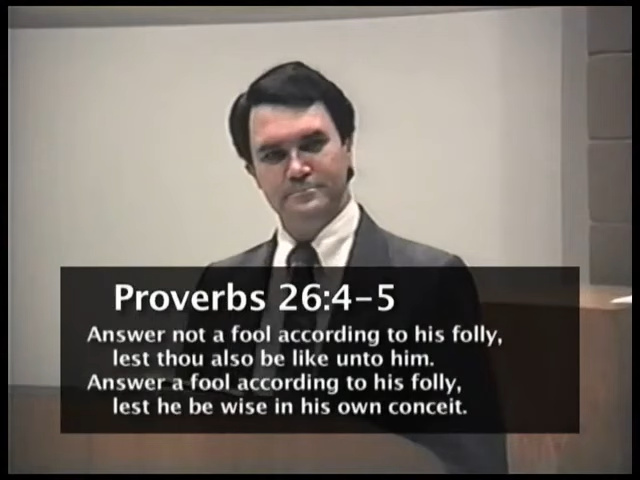 Proverbs 26:4-5
Answer not a fool according to his folly,
lest thou also be like unto him.
Answer a fool according to his folly,
lest he be wise in his own conceit.